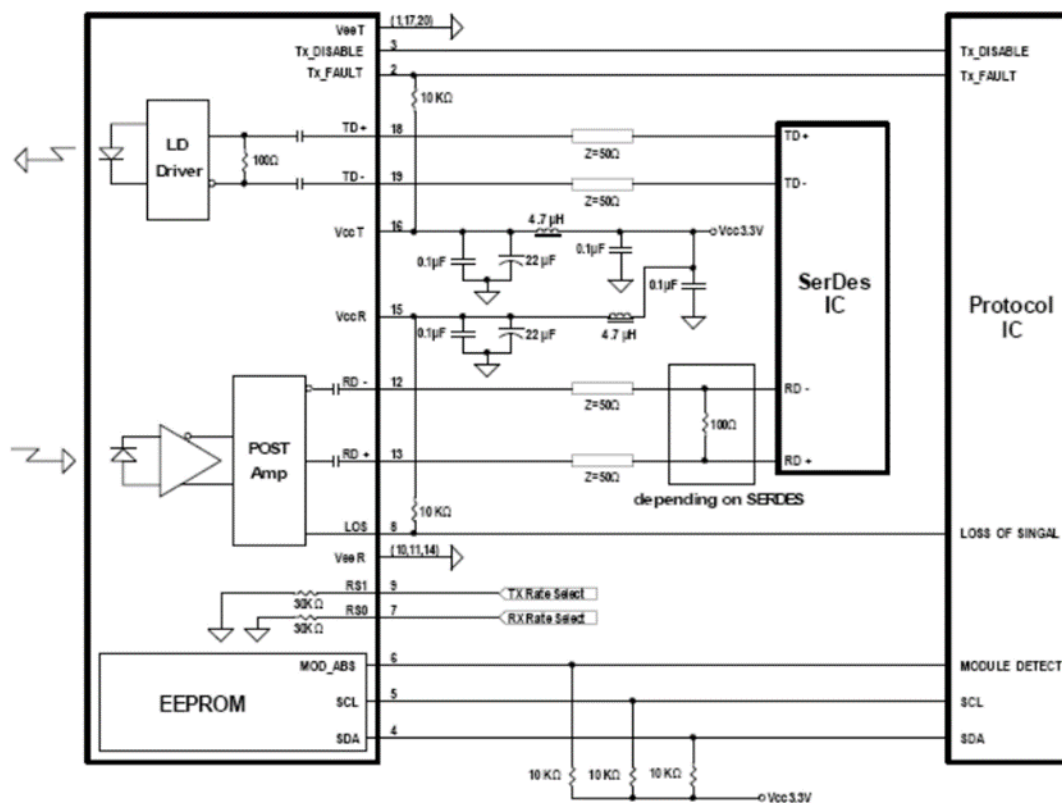 VeeT (1,17,20)
Tx_DISABLE 3 Tx_DISABLE
Tx_FAULT 2 Tx_FAULT
10 KΩ
LD
Driver
100Ω
TD+ 18 TD+
Z=50Ω
TD- 19 TD-
Z=50Ω
VccT 16 4.7 µH Vcc3.3V
0.1µF 22 µF 0.1µF
0.1µF
SerDes
IC
Protocol
IC
VccR 15
0.1µF 22 µF 4.7 µH
RD - 12 RD -
Z=50Ω
100Ω
POST
Amp
RD + 13 RD +
Z=50Ω
depending on SERDES
10 KΩ
LOS 8 LOSS OF SINGAL
VeeR (10,11,14)
RS1 9 TX Rate Select
30KΩ
RS0 7 RX Rate Select
30KΩ
MOD_ABS 6 MODULE DETECT
EEPROM
SCL 5 SCL
SDA 4 SDA
10 KΩ 10 KΩ 10 KΩ
Vcc3.3V